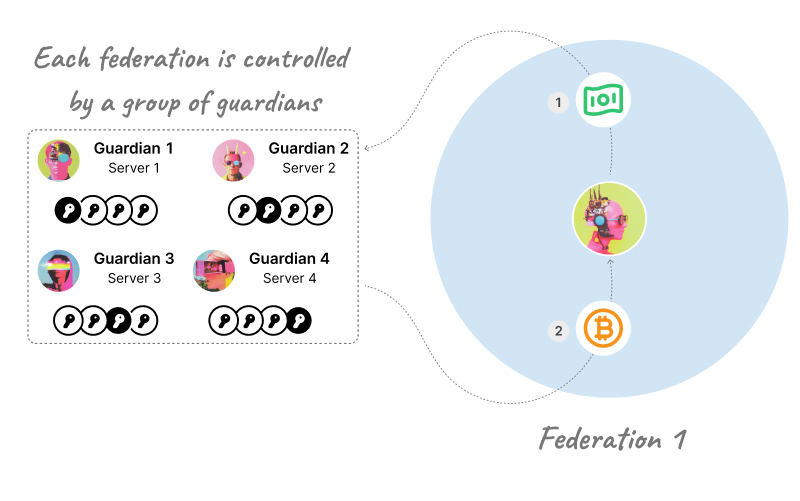 Each federation is controlled
by a group of guardians
Guardian 1
Server 1
Guardian 2
Server 2
Guardian 3
Server 3
Guardian 4
Server 4
1
2
Federation 1